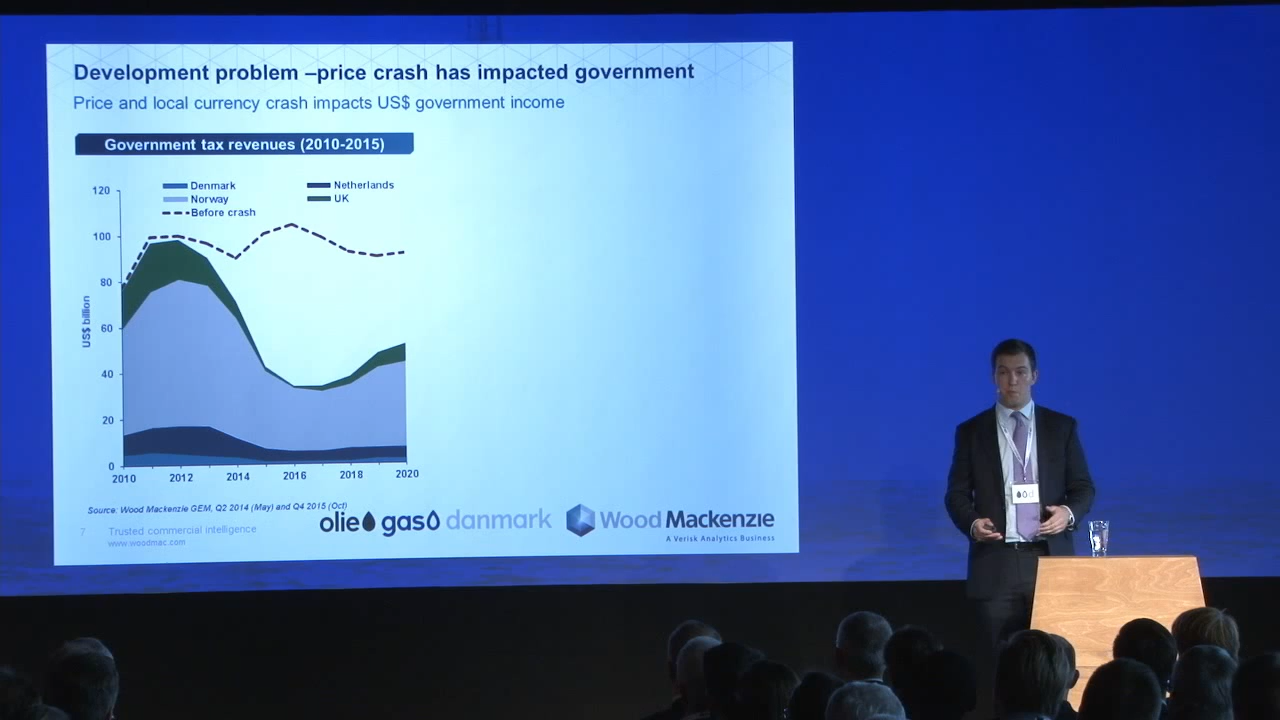 Development problem –price crash has impacted government
Price and local currency crash impacts US$ government income
Government tax revenues (2010-2015)
Denmark Netherlands
Norway UK
Before crash
120
100
80
60
40
20
0
US$ billion
2010 2012 2014 2016 2018 2020
Source: Wood Mackenzie GEM, Q2 2014 (May) and Q4 2015 (Oct)
7 Trusted commercial intelligence
www.woodmac.com
olie gas danmark
Wood Mackenzie
A Verisk Analytics Business